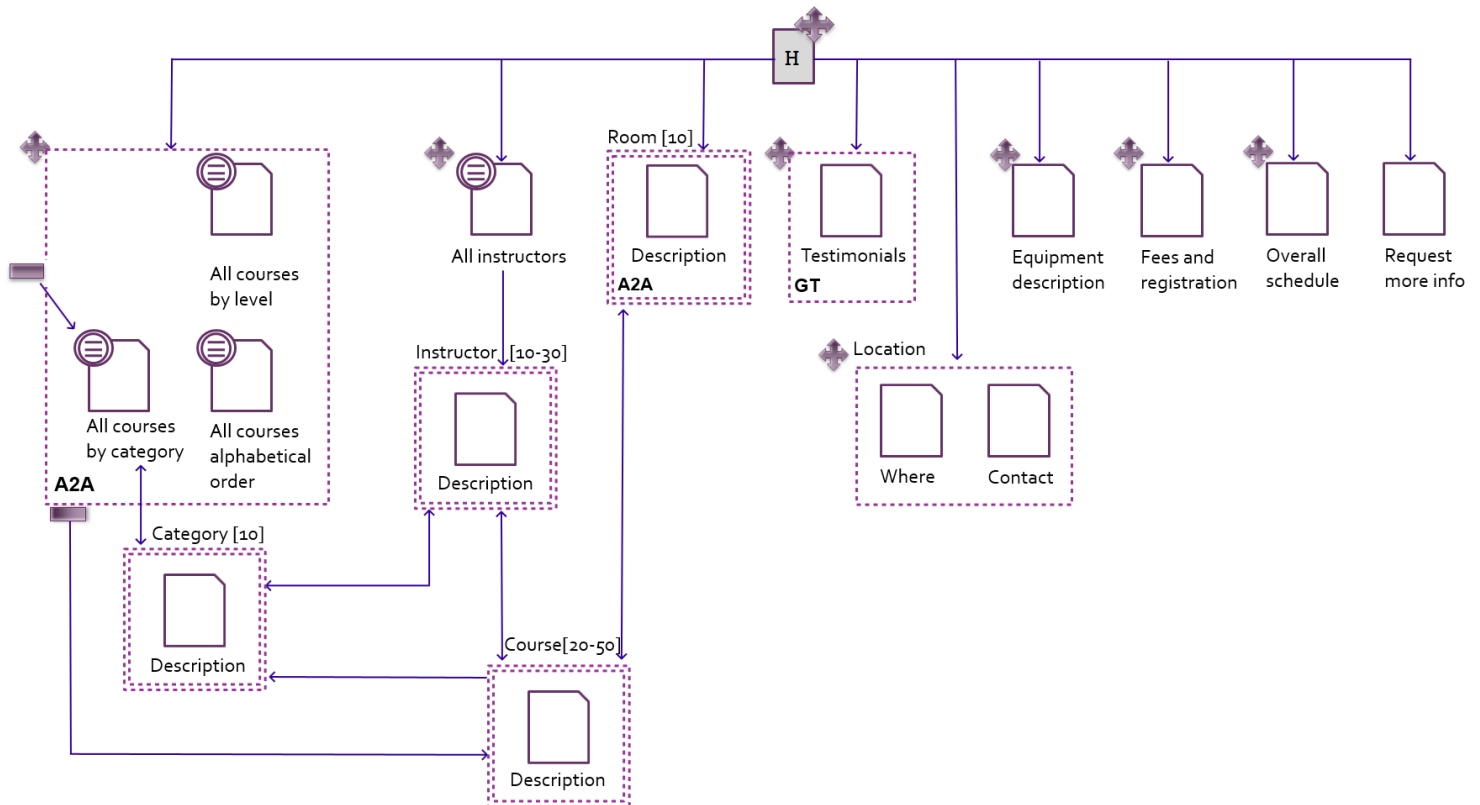 H
Room [10]
All courses
by level
All instructors
Description
A2A
Testimonials
GT
Equipment
description
Fees and
registration
Overall
schedule
Request
more info
Location
Where
Contact
All courses
by category
All courses
alphabetical
order
A2A
Instructor [10-30]
Description
Category [10]
Description
Course[20-50]
Description